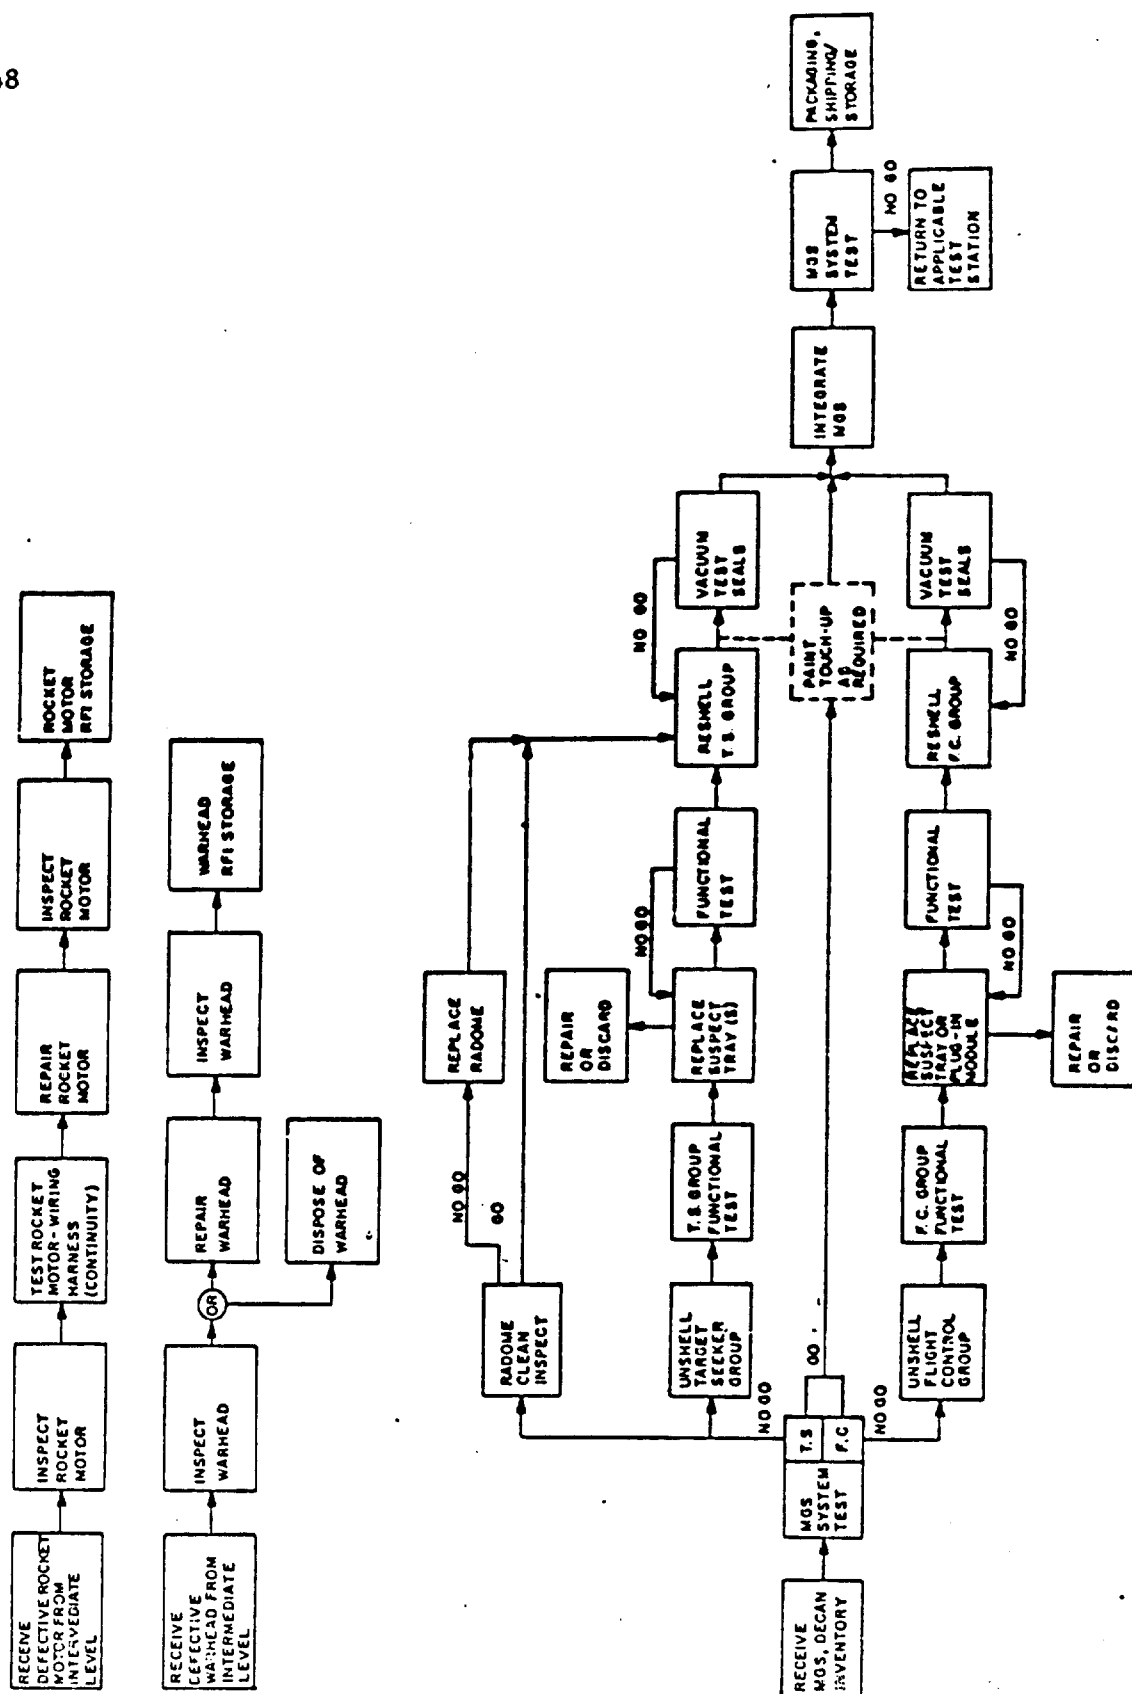 48
RECEIVE
DEFECTIVE ROCKET
MOTOR FROM
INTERMEDIATE
LEVEL
INSPECT
ROCKET
MOTOR
TEST ROCKET
MOTOR-WIRING
HARNESS
(CONTINUITY)
REPAIR
ROCKET
MOTOR
INSPECT
ROCKET
MOTOR
ROCKET
MOTOR
RFI STORAGE
RECEIVE
DEFECTIVE
WARHEAD FROM
INTERMEDIATE
LEVEL
INSPECT
WARHEAD
OR
REPAIR
WARHEAD
INSPECT
WARHEAD
WARHEAD
RFI STORAGE
DISPOSE OF
WARHEAD
RADOME
CLEAN
INSPECT
NO GO
GO
REPLACE
RADOME
REPAIR
OR
DISCARD
UNSHELL
TARGET
SEEKER
GROUP
T.S. GROUP
FUNCTIONAL
TEST
REPLACE
SUSPECT
TRAY(S)
NO GO
FUNCTIONAL
TEST
RESHELL
T.S. GROUP
NO GO
VACUUM
TEST
SEALS
RECEIVE
MGS, DECAN
INVENTORY
MGS
SYSTEM
TEST
T.S
F.C
NO GO
GO
NO GO
PAINT
TOUCH-UP
AS
REQUIRED
INTEGRATE
MGS
MGS
SYSTEM
TEST
PACKAGING,
SHIPPING/
STORAGE
NO GO
RETURN TO
APPLICABLE
TEST
STATION
UNSHELL
FLIGHT
CONTROL
GROUP
F.C. GROUP
FUNCTIONAL
TEST
REPLACE
SUSPECT
TRAY OR
PLUG-IN
MODULE
FUNCTIONAL
TEST
NO GO
RESHELL
F.C. GROUP
VACUUM
TEST
SEALS
NO GO
REPAIR
OR
DISCARD